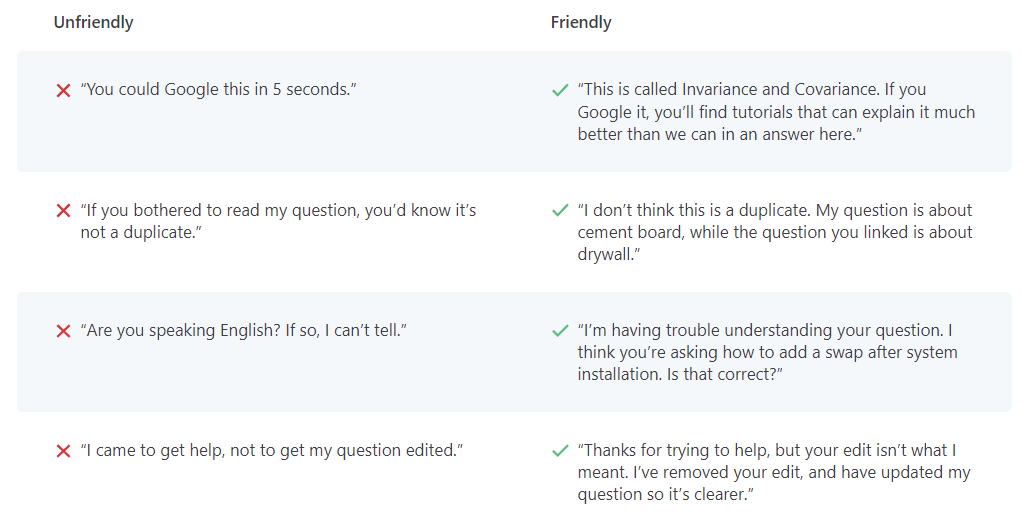 Unfriendly
Friendly
“You could Google this in 5 seconds.”
“This is called Invariance and Covariance. If you
Google it, you’ll find tutorials that can explain it much
better than we can in an answer here.”
“If you bothered to read my question, you’d know it’s
not a duplicate.”
“I don’t think this is a duplicate. My question is about
cement board, while the question you linked is about
drywall.”
“Are you speaking English? If so, I can’t tell.”
“I’m having trouble understanding your question. I
think you’re asking how to add a swap after system
installation. Is that correct?”
“I came to get help, not to get my question edited.”
“Thanks for trying to help, but your edit isn’t what I
meant. I’ve removed your edit, and have updated my
question so it’s clearer.”